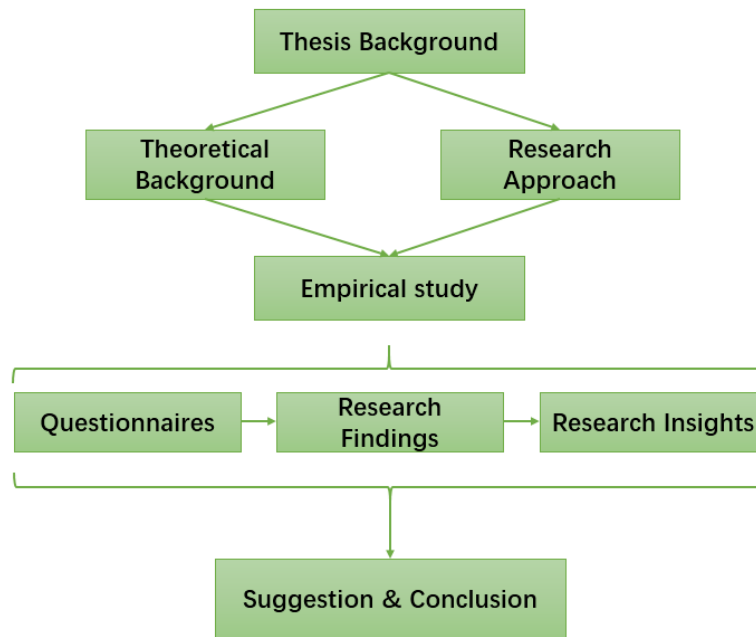 Thesis Background
Theoretical
Background
Research
Approach
Empirical study
Questionnaires
Research
Findings
Research Insights
Suggestion & Conclusion